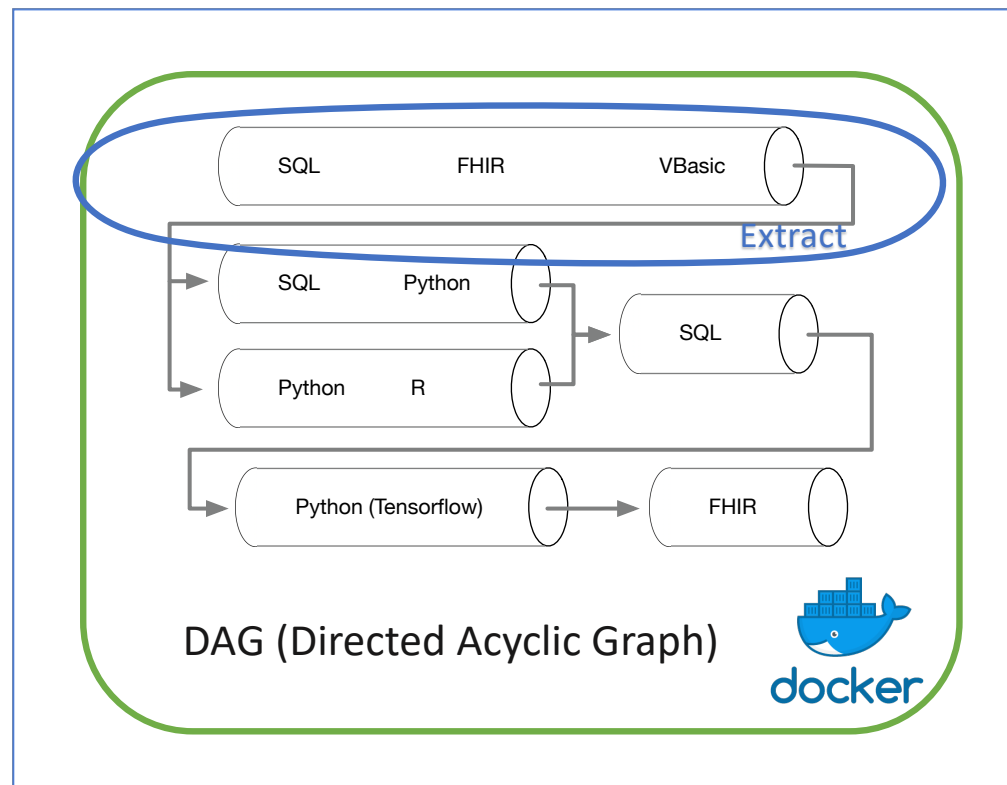 SQL FHIR VBasic
Extract
SQL Python
SQL
Python R
Python (Tensorflow) FHIR
DAG (Directed Acyclic Graph)
docker